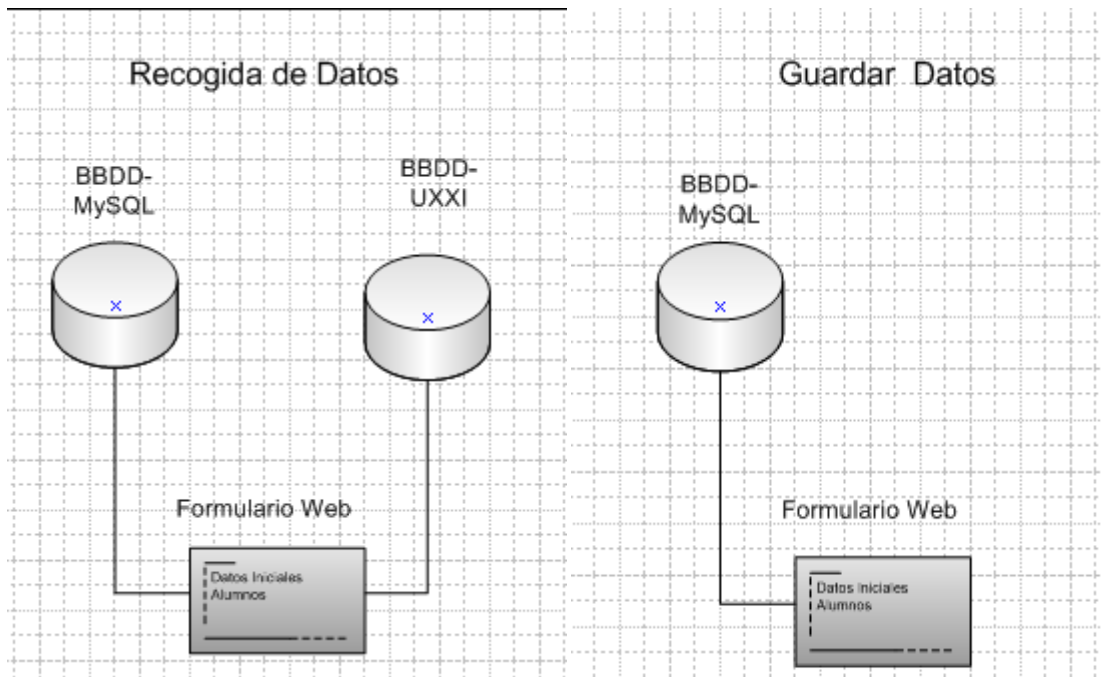 Recogida de Datos
BBDD-
MySQL
BBDD-
UXXI
Formulario Web
Datos Iniciales
Alumnos
Guardar Datos
BBDD-
MySQL
Formulario Web
Datos Iniciales
Alumnos